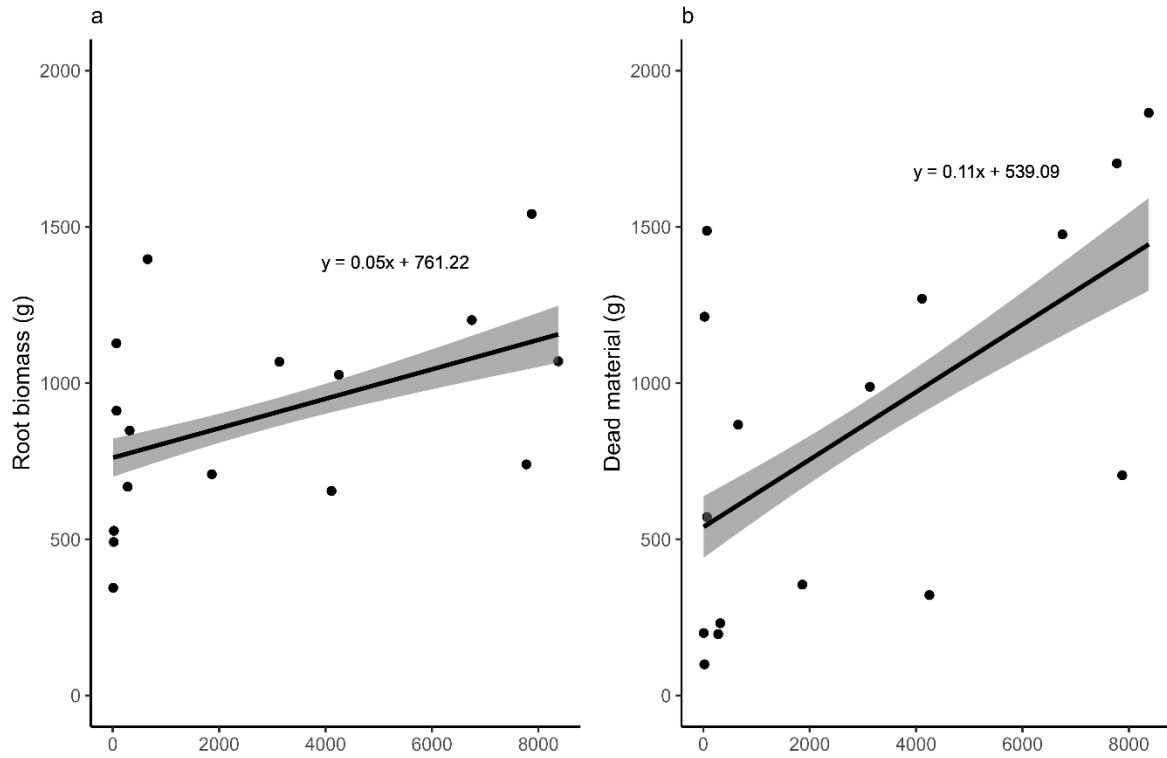 a
2000
1500
1000
500
0
Root biomass (g)
y = 0.05x + 761.22
0 2000 4000 6000 8000
b
2000
1500
1000
500
0
Dead material (g)
y = 0.11x + 539.09
0 2000 4000 6000 8000